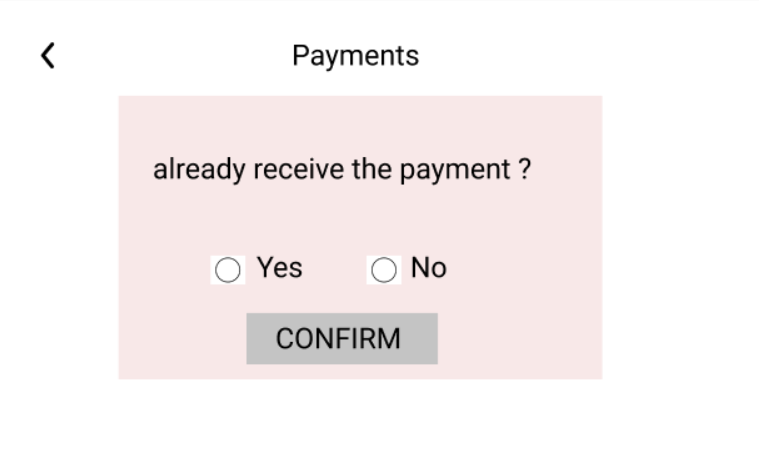 Payments
already receive the payment ?
Yes No
CONFIRM